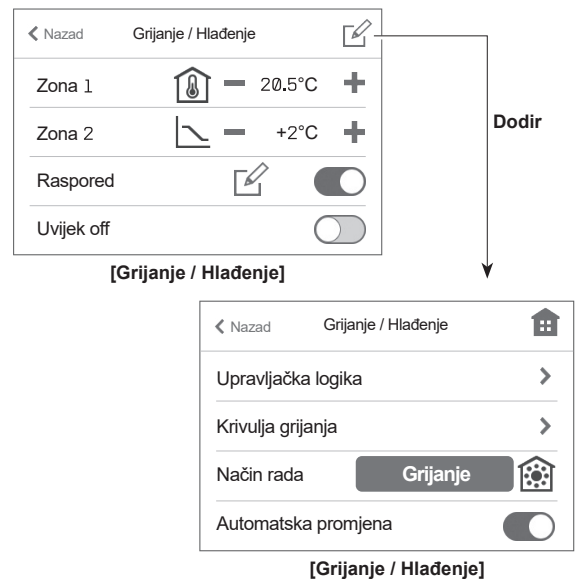 Nazad Grijanje / Hlađenje
Zona 1 20.5°C
Zona 2 +2°C
Raspored
Uvijek off
[Grijanje / Hlađenje]
Dodir
Nazad Grijanje / Hlađenje
Upravljačka logika
Krivulja grijanja
Način rada Grijanje
Automatska promjena
[Grijanje / Hlađenje]